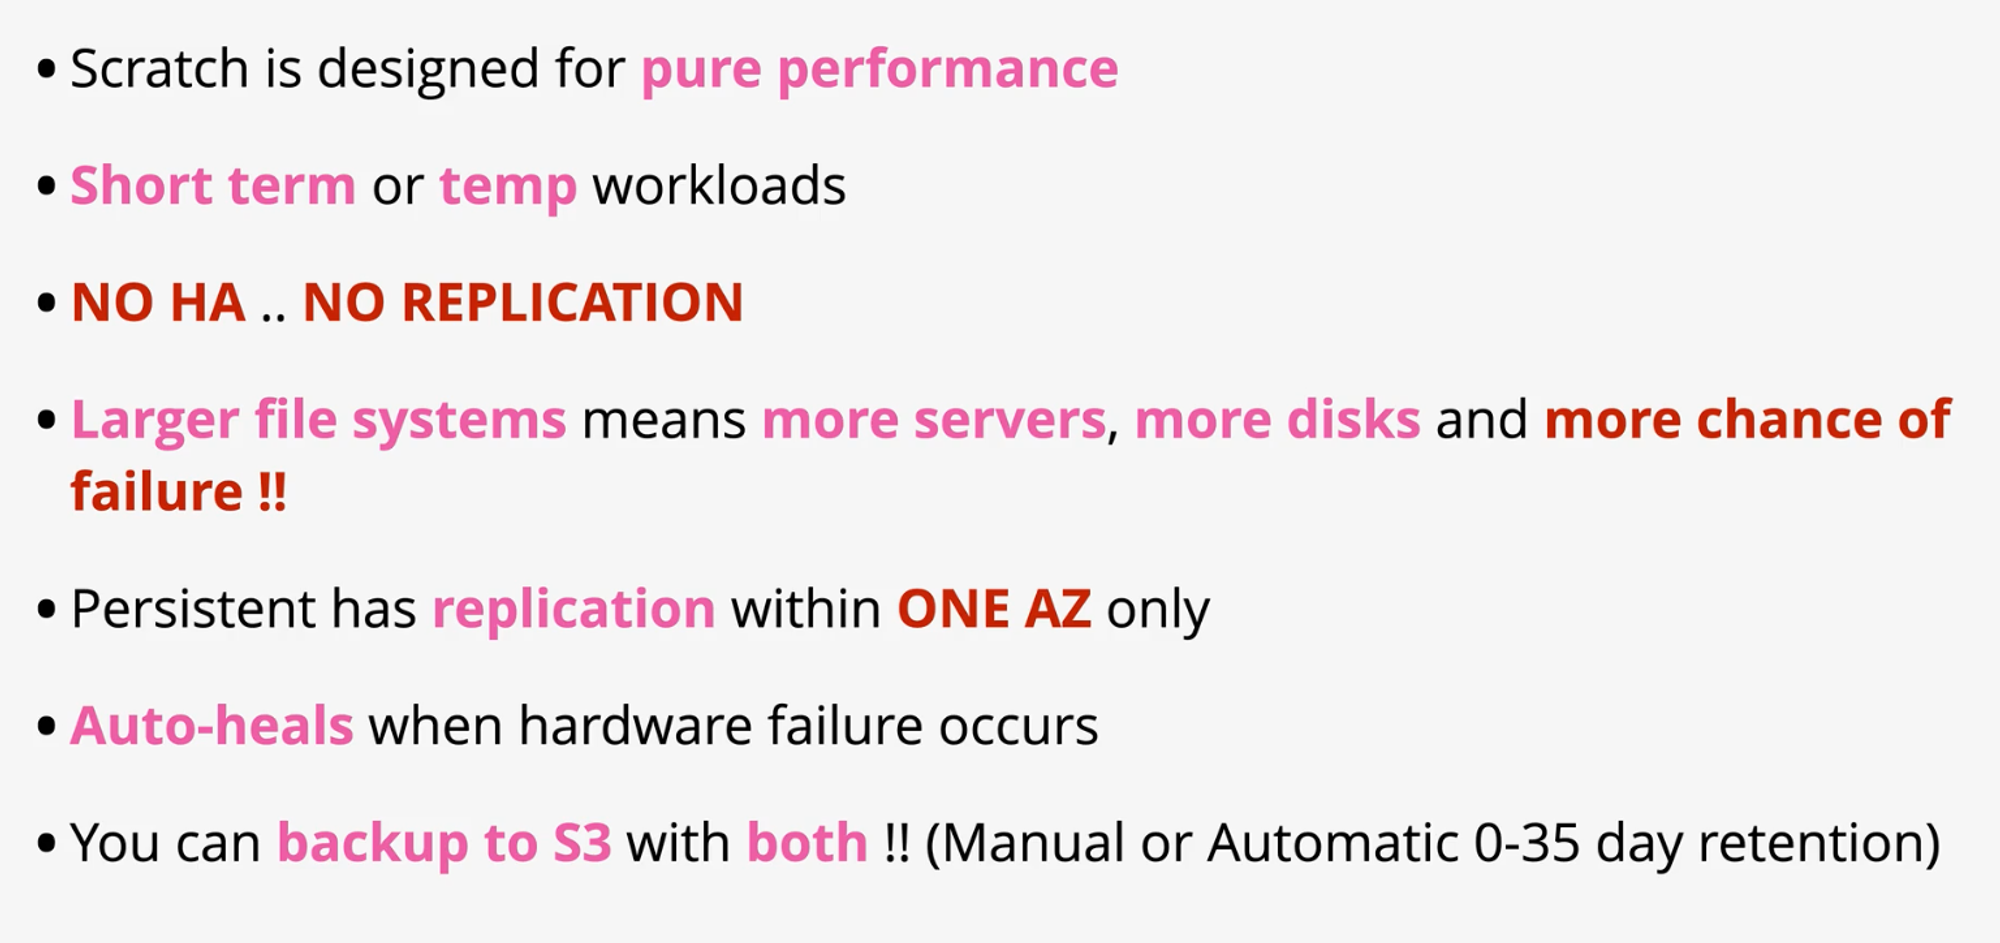 • Scratch is designed for pure performance
• Short term or temp workloads
• NO HA .. NO REPLICATION
• Larger file systems means more servers, more disks and more chance of
failure !!
• Persistent has replication within ONE AZ only
• Auto-heals when hardware failure occurs
• You can backup to S3 with both !! (Manual or Automatic 0-35 day retention)